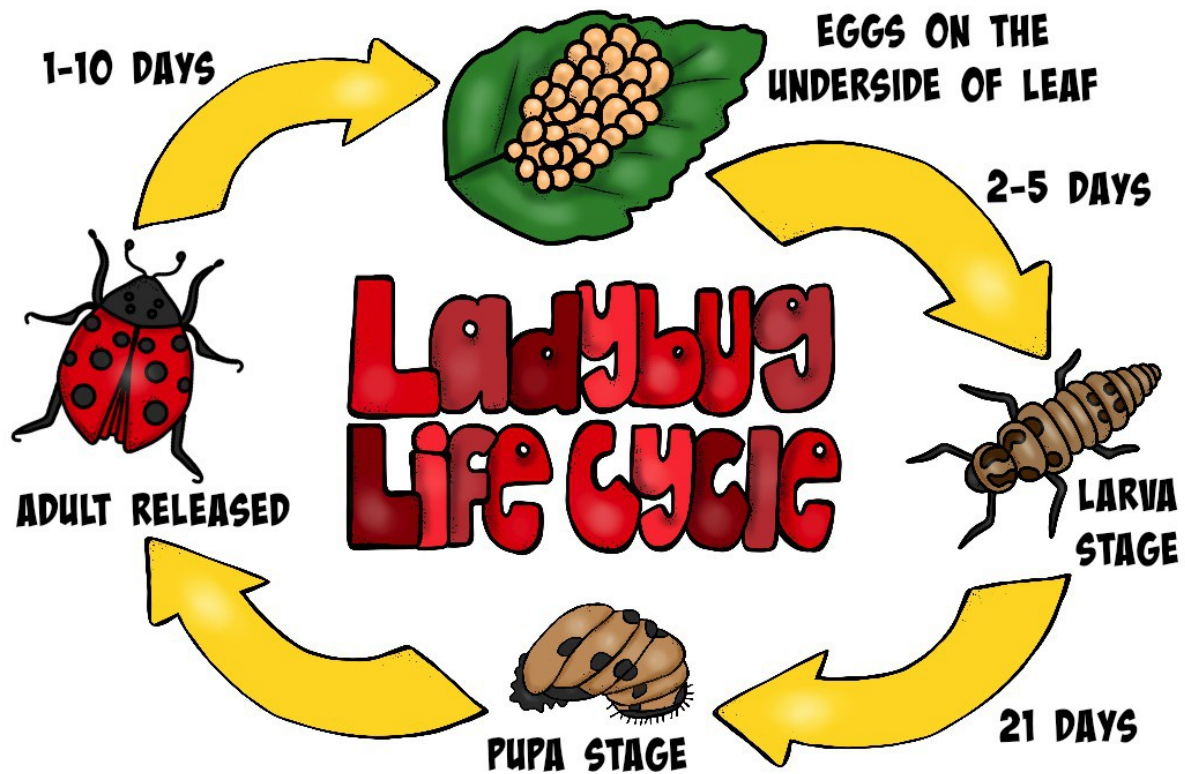 1-10 DAYS
EGGS ON THE
UNDERSIDE OF LEAF
2-5 DAYS
Ladybug
Life Cycle
ADULT RELEASED
LARVA
STAGE
PUPA STAGE
21 DAYS